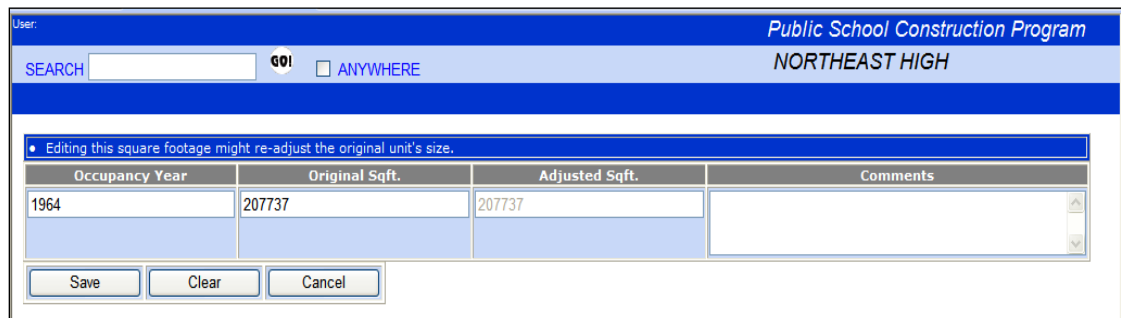 User:
Public School Construction Program
SEARCH GO! ANYWHERE
NORTHEAST HIGH
• Editing this square footage might re-adjust the original unit's size.
Occupancy Year Original Sqft. Adjusted Sqft. Comments
1964 207737 207737
Save Clear Cancel